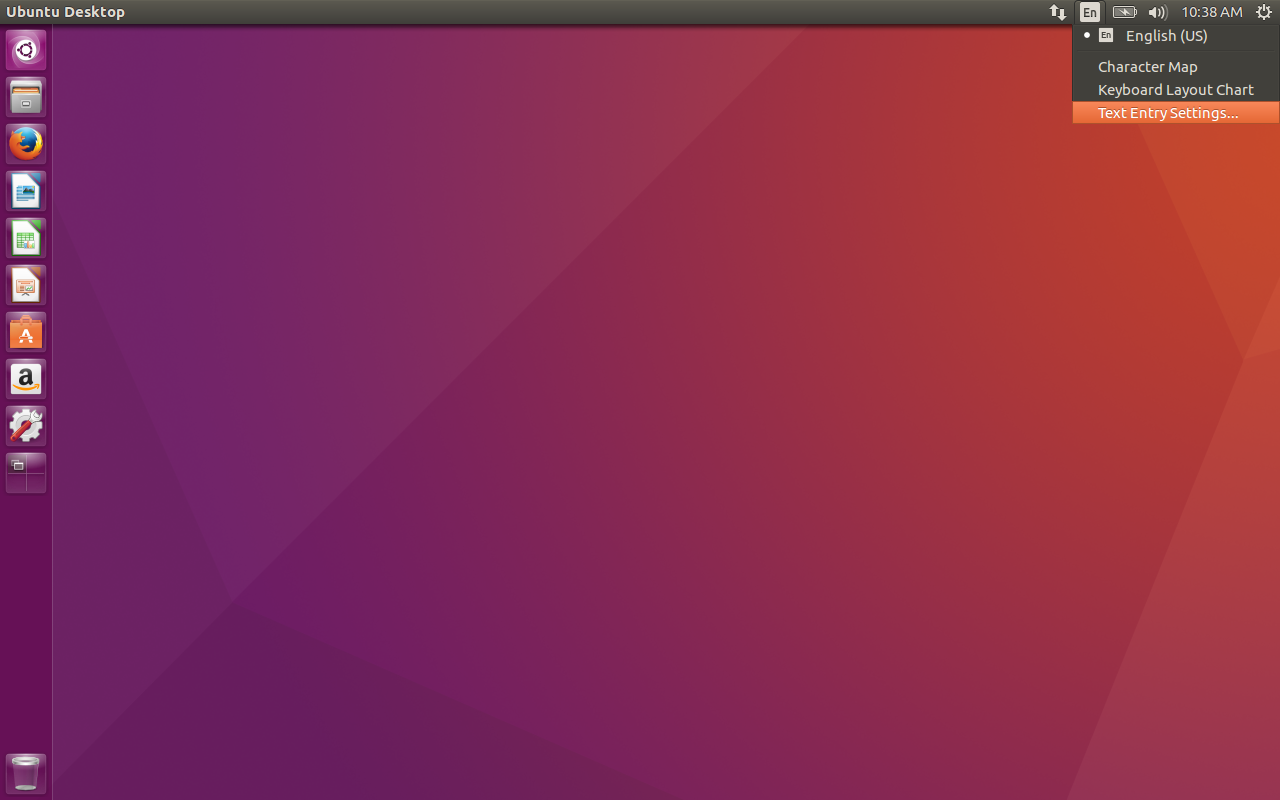 Ubuntu Desktop
En
10:38 AM
En English (US)
Character Map
Keyboard Layout Chart
Text Entry Settings...
A
a